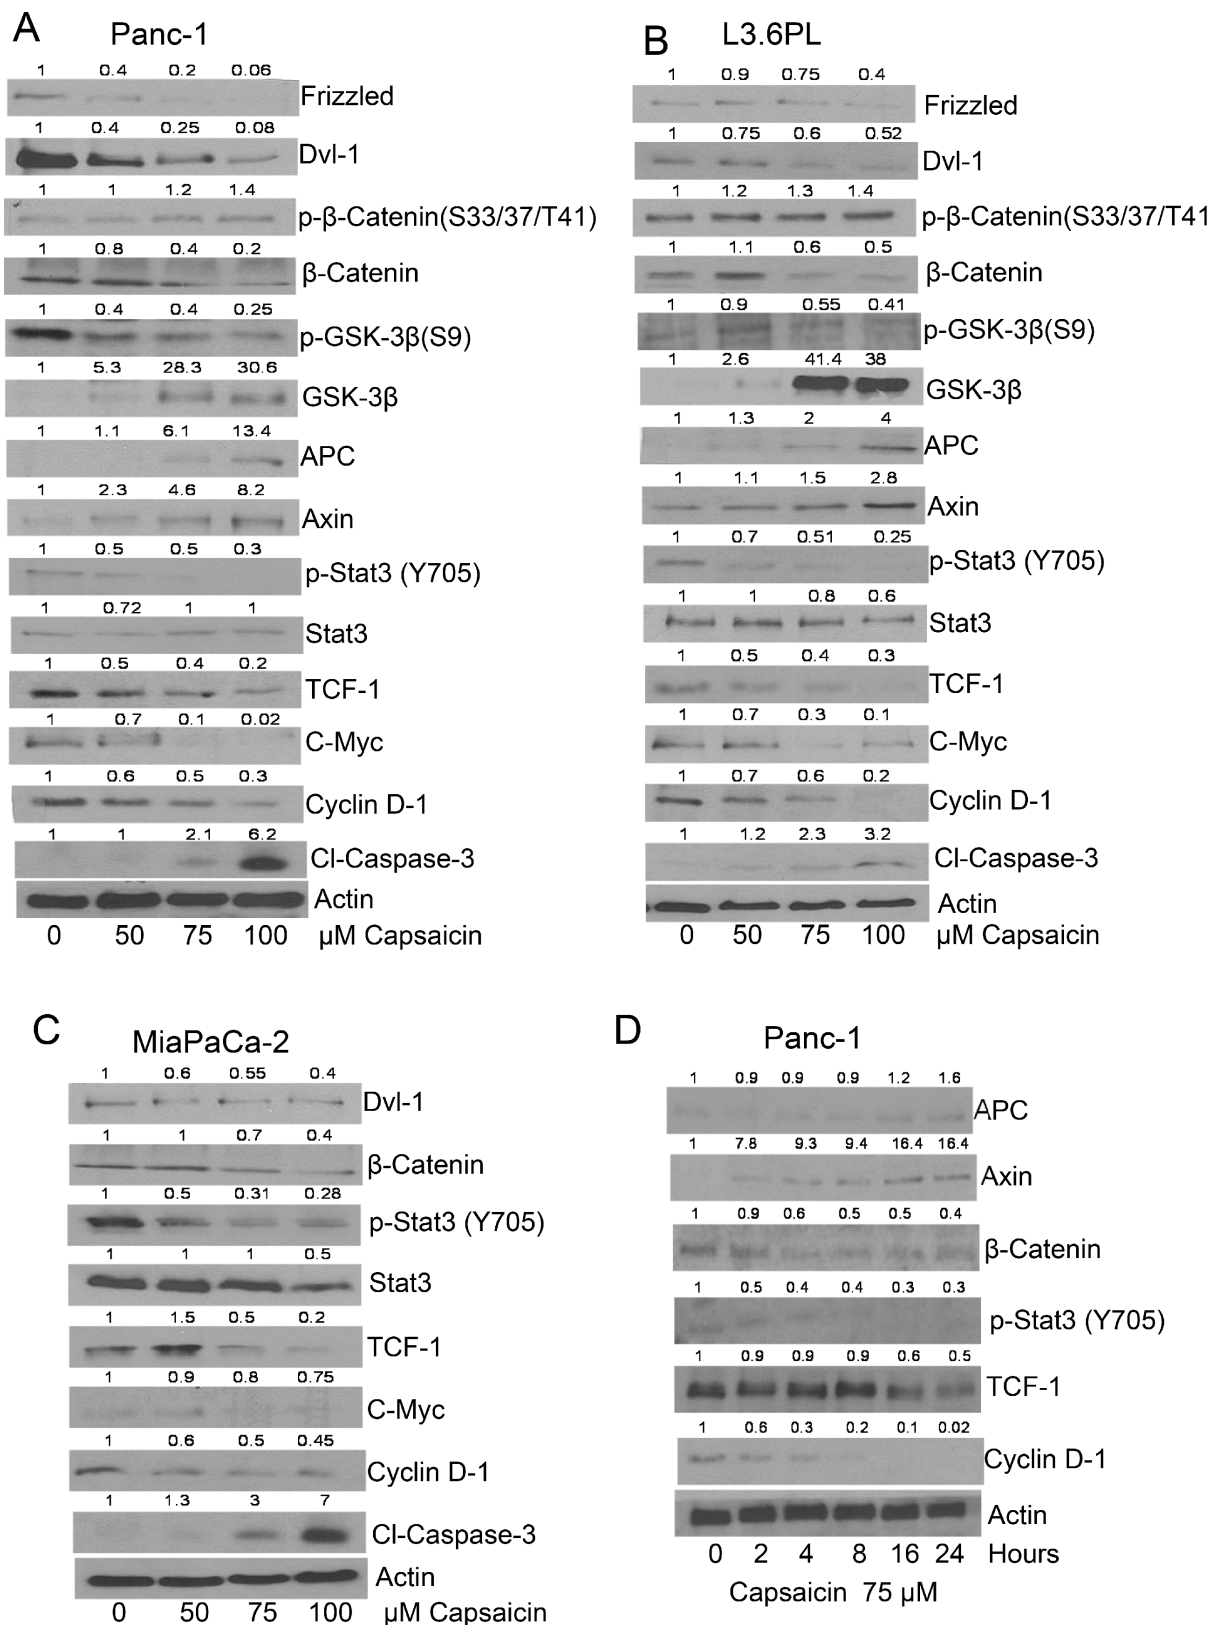 A
Panc-1
1 0.4 0.2 0.06
Frizzled
1 0.4 0.25 0.08
Dvl-1
1 1 1.2 1.4
p-β-Catenin(S33/37/T41)
1 0.8 0.4 0.2
β-Catenin
1 0.4 0.4 0.25
p-GSK-3β(S9)
1 5.3 28.3 30.6
GSK-3β
1 1.1 6.1 13.4
APC
1 2.3 4.6 8.2
Axin
1 0.5 0.5 0.3
p-Stat3 (Y705)
1 0.72 1 1
Stat3
1 0.5 0.4 0.2
TCF-1
1 0.7 0.1 0.02
C-Myc
1 0.6 0.5 0.3
Cyclin D-1
1 1 2.1 6.2
Cl-Caspase-3
Actin
0 50 75 100 µM Capsaicin
B
L3.6PL
1 0.9 0.75 0.4
Frizzled
1 0.75 0.6 0.52
Dvl-1
1 1.2 1.3 1.4
p-β-Catenin(S33/37/T41
1 1.1 0.6 0.5
β-Catenin
1 0.9 0.55 0.41
p-GSK-3β(S9)
1 2.6 41.4 38
GSK-3β
1 1.3 2 4
APC
1 1.1 1.5 2.8
Axin
1 0.7 0.51 0.25
p-Stat3 (Y705)
1 1 0.8 0.6
Stat3
1 0.5 0.4 0.3
TCF-1
1 0.7 0.3 0.1
C-Myc
1 0.7 0.6 0.2
Cyclin D-1
1 1.2 2.3 3.2
Cl-Caspase-3
Actin
0 50 75 100 µM Capsaicin
C
MiaPaCa-2
1 0.6 0.55 0.4
Dvl-1
1 1 0.7 0.4
β-Catenin
1 0.5 0.31 0.28
p-Stat3 (Y705)
1 1 1 0.5
Stat3
1 1.5 0.5 0.2
TCF-1
1 0.9 0.8 0.75
C-Myc
1 0.6 0.5 0.45
Cyclin D-1
1 1.3 3 7
Cl-Caspase-3
Actin
0 50 75 100 µM Capsaicin
D
Panc-1
1 0.9 0.9 0.9 1.2 1.6
APC
1 7.8 9.3 9.4 16.4 16.4
Axin
1 0.9 0.6 0.5 0.5 0.4
β-Catenin
1 0.5 0.4 0.4 0.3 0.3
p-Stat3 (Y705)
1 0.9 0.9 0.9 0.6 0.5
TCF-1
1 0.6 0.3 0.2 0.1 0.02
Cyclin D-1
Actin
0 2 4 8 16 24 Hours
Capsaicin 75 µM